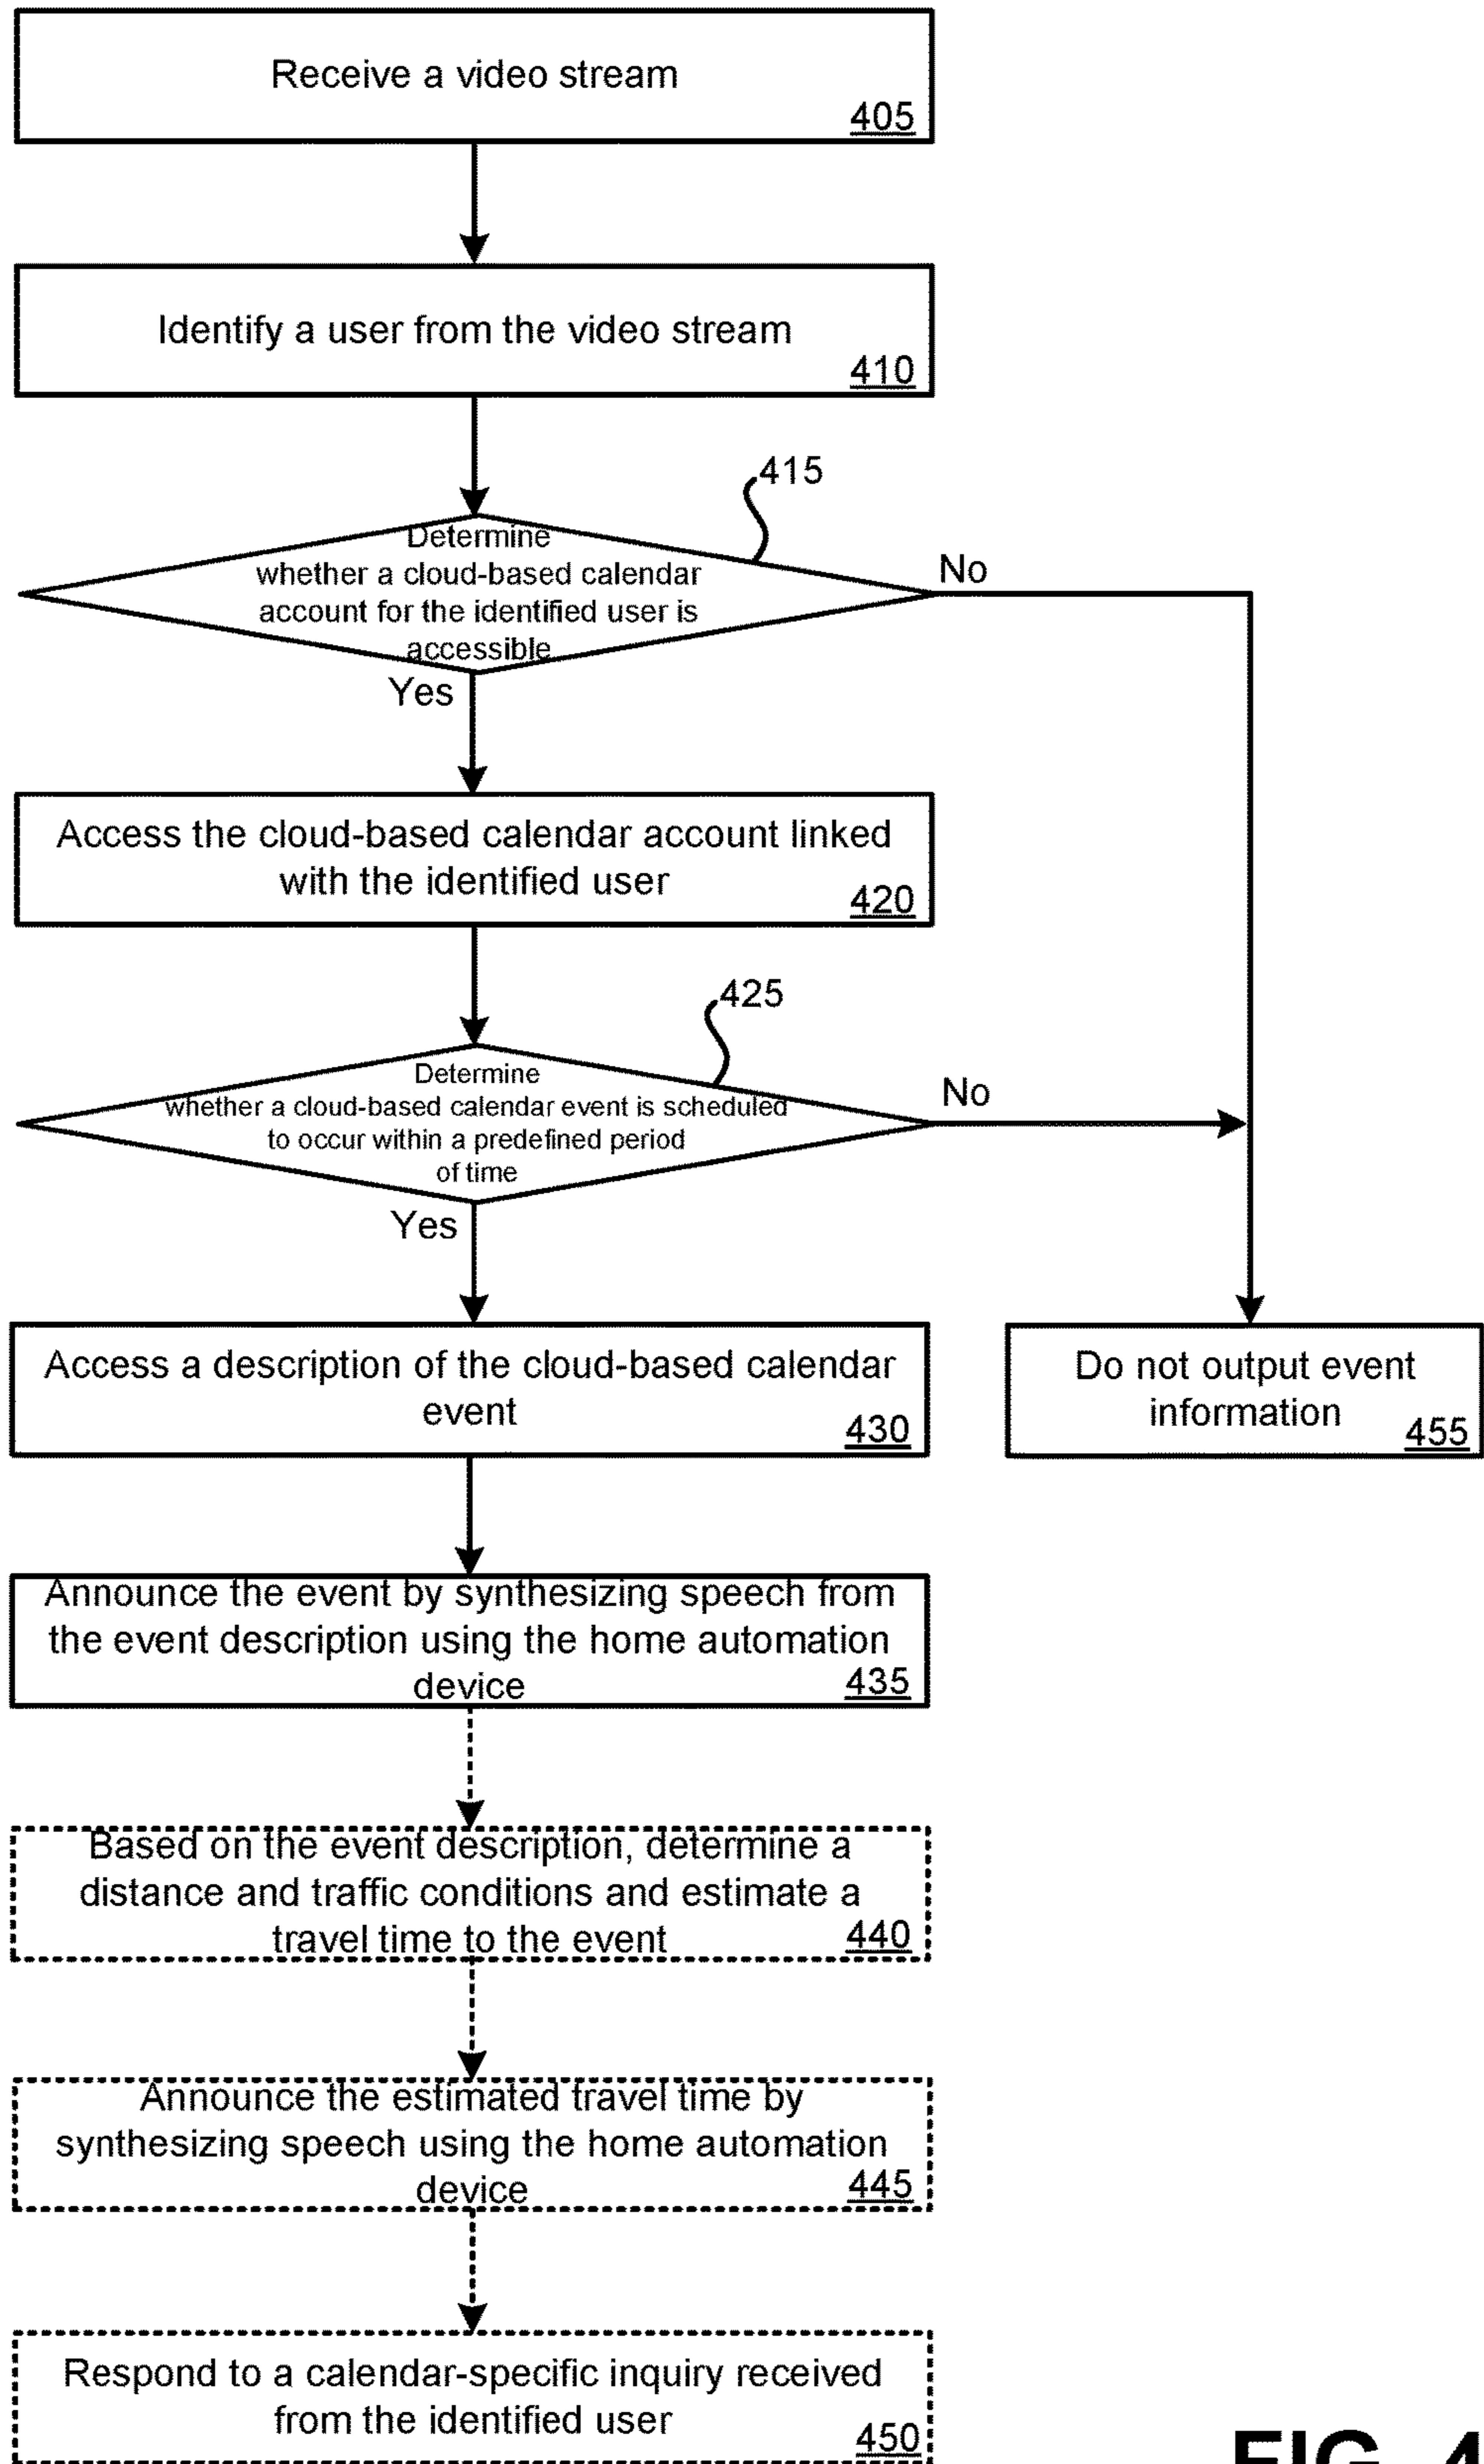 Receive a video stream
405
Identify a user from the video stream
410
415
Determine
whether a cloud-based calendar
account for the identified user is
accessible
No
Yes
Access the cloud-based calendar account linked
with the identified user
420
425
Determine
whether a cloud-based calendar event is scheduled
to occur within a predefined period
of time
No
Yes
Access a description of the cloud-based calendar
event
430
Do not output event
information
455
Announce the event by synthesizing speech from
the event description using the home automation
device
435
Based on the event description, determine a
distance and traffic conditions and estimate a
travel time to the event
440
Announce the estimated travel time by
synthesizing speech using the home automation
device
445
Respond to a calendar-specific inquiry received
from the identified user
450
FIG. 4